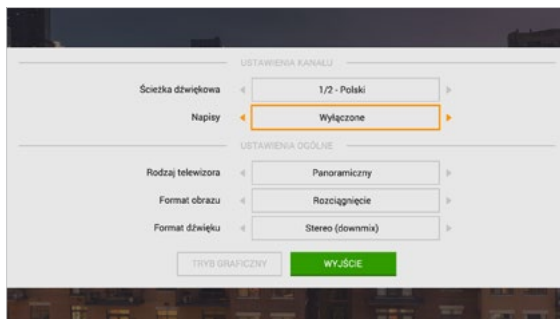 USTAWIENIA KANAŁU
Ścieżka dźwiękowa 1/2 - Polski
Napisy Wyłączone
USTAWIENIA OGÓLNE
Rodzaj telewizora Panoramiczny
Format obrazu Rozciągnięcie
Format dźwięku Stereo (downmix)
TRYB GRAFICZNY WYJŚCIE